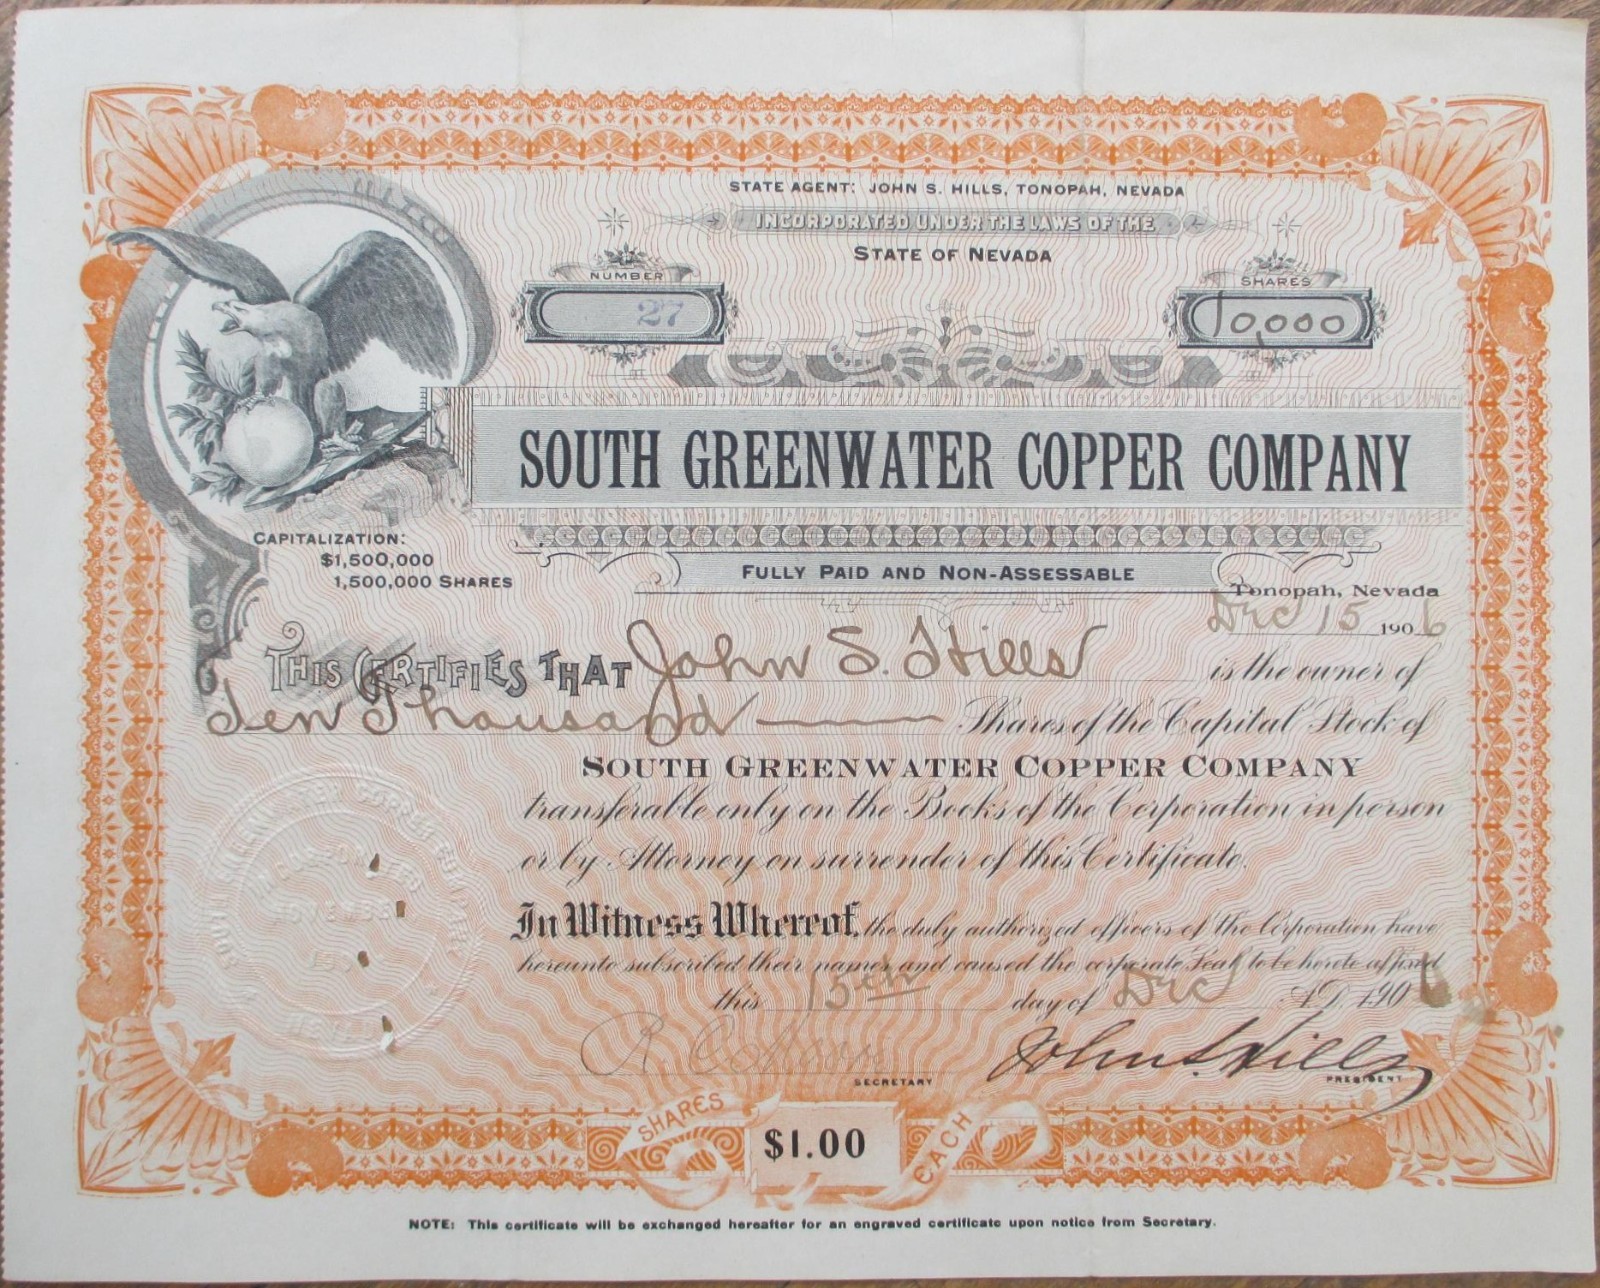 STATE AGENT: JOHN S. HILLS, TONOPAH, NEVADA
INCORPORATED UNDER THE LAWS OF THE
STATE OF NEVADA
NUMBER
27
SHARES
10,000
SOUTH GREENWATER COPPER COMPANY
CAPITALIZATION:
$1,500,000
1,500,000 SHARES
FULLY PAID AND NON-ASSESSABLE
Tonopah, Nevada
Dec 15 1906
THIS CERTIFIES THAT John S. Hills is the owner of
Ten Thousand Shares of the Capital Stock of
SOUTH GREENWATER COPPER COMPANY
transferable only on the Books of the Corporation in person
or by Attorney on surrender of this Certificate.
In Witness Whereof, the duly authorized officers of the Corporation have
hereunto subscribed their names and caused the corporate Seal to be hereto affixed
this 15th day of Dec A.D. 1906
SECRETARY
John S. Hills
PRESIDENT
SHARES $1.00 EACH
NOTE: This certificate will be exchanged hereafter for an engraved certificate upon notice from Secretary.